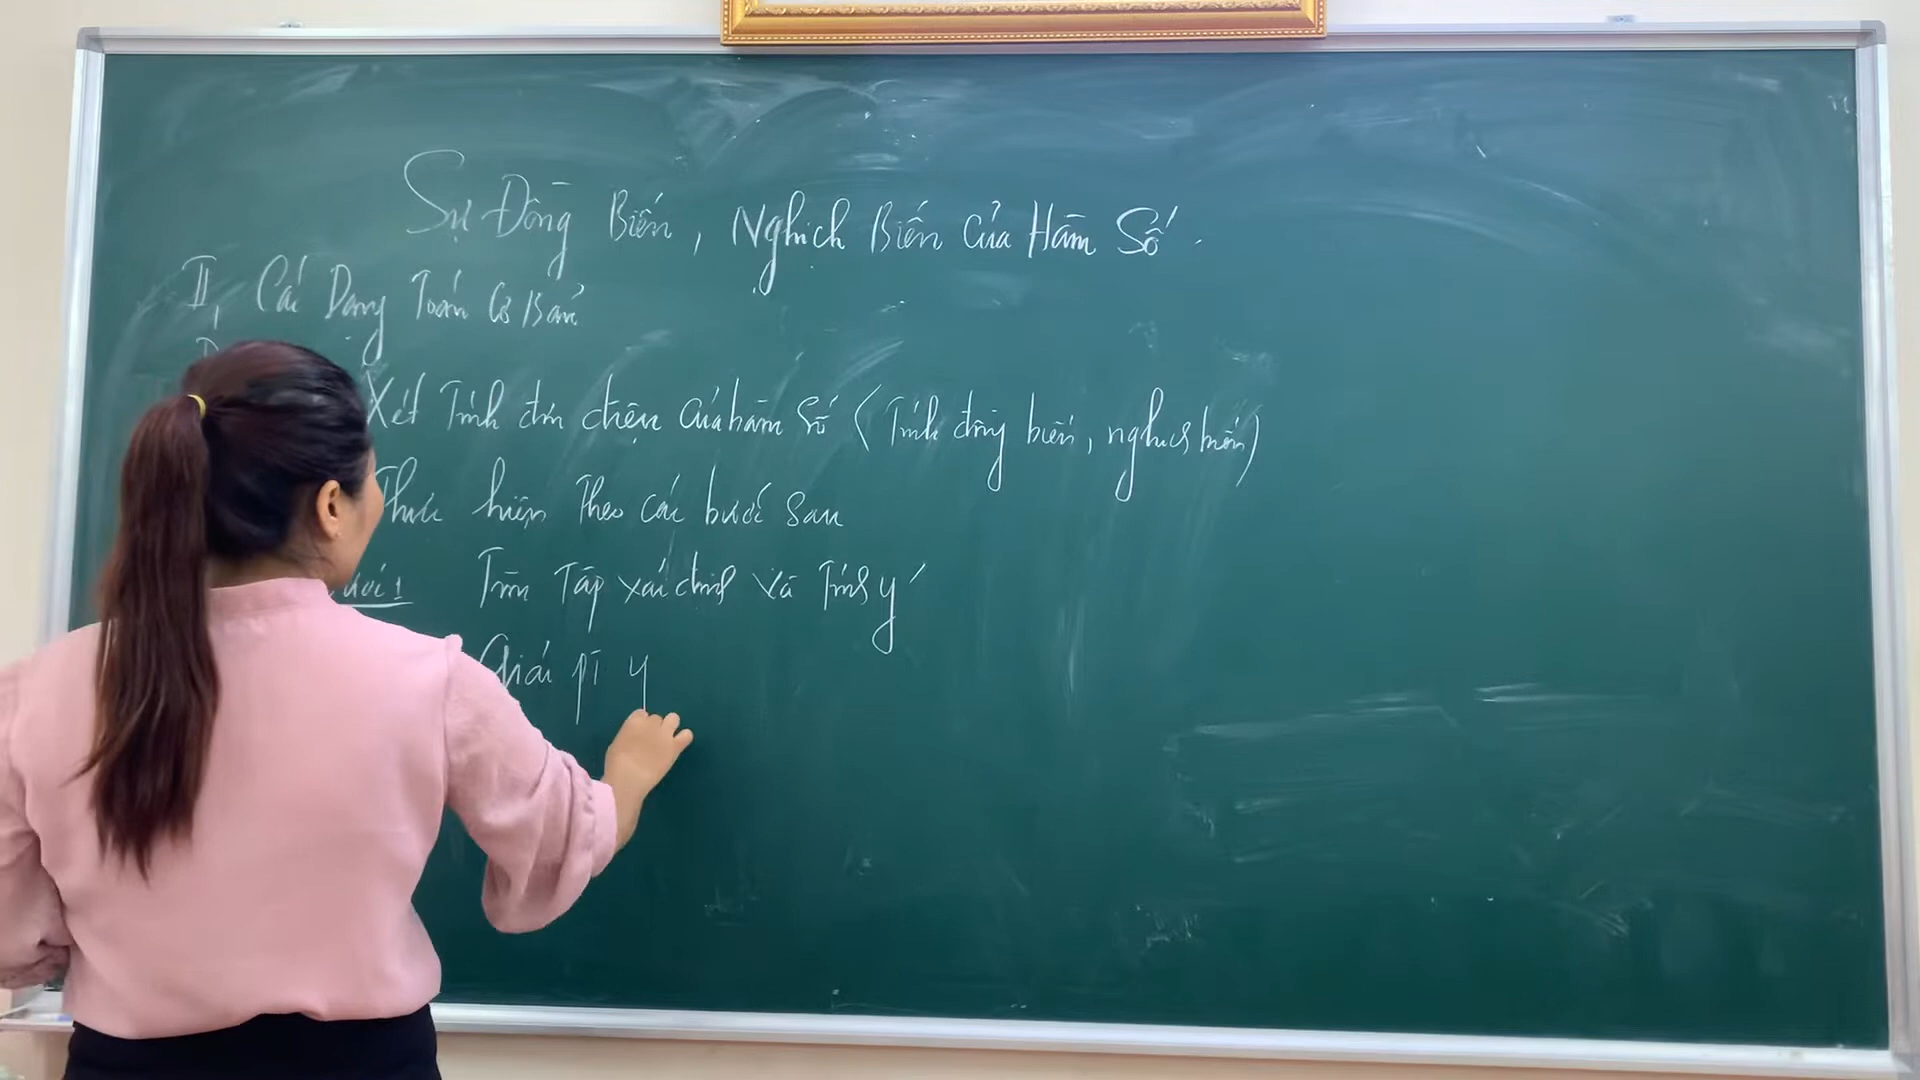 Sự Đồng Biến, Nghịch Biến Của Hàm Số.
II, Các Dạng Toán Cơ Bản
D
Xét Tính đơn điệu của hàm số (Tính đồng biến, nghịch biến)
Thực hiện Theo các bước sau
ước 1 Tìm Tập xác định và Tính y'
Giải pt y